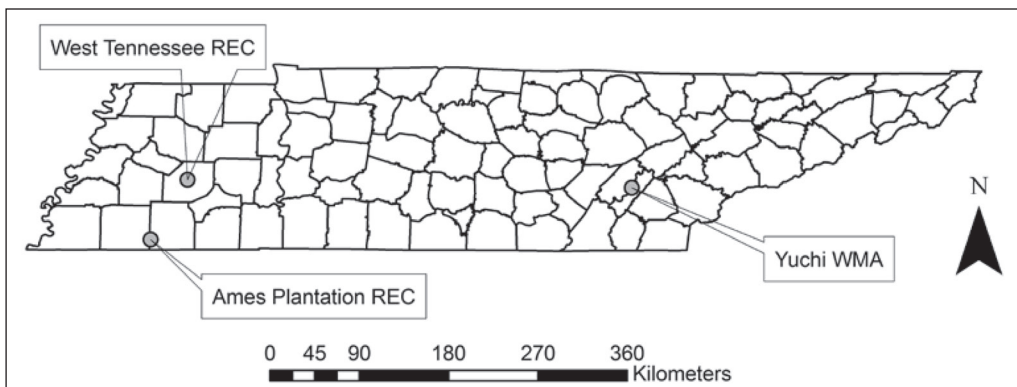 West Tennessee REC
N
Yuchi WMA
Ames Plantation REC
0 45 90 180 270 360
Kilometers